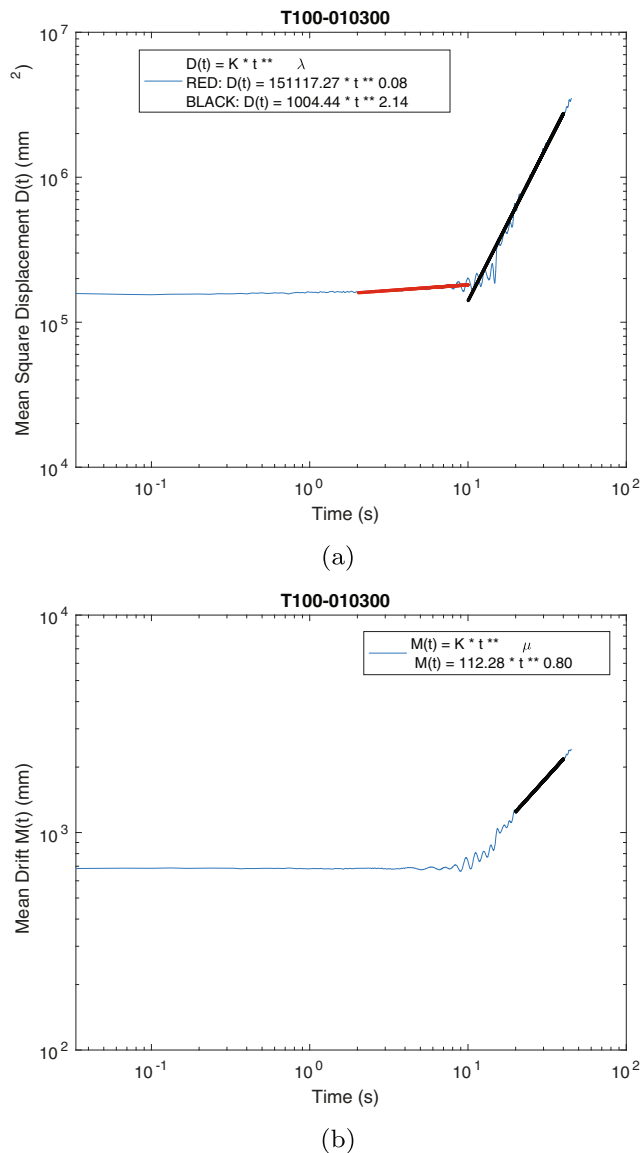 T100-010300
D(t) = K * t ** λ
RED: D(t) = 151117.27 * t ** 0.08
BLACK: D(t) = 1004.44 * t ** 2.14
Mean Square Displacement D(t) (mm 2)
10^7
10^6
10^5
10^4
10^-1 10^0 10^1 10^2
Time (s)
(a)
T100-010300
M(t) = K * t ** μ
M(t) = 112.28 * t ** 0.80
Mean Drift M(t) (mm)
10^4
10^3
10^2
10^-1 10^0 10^1 10^2
Time (s)
(b)